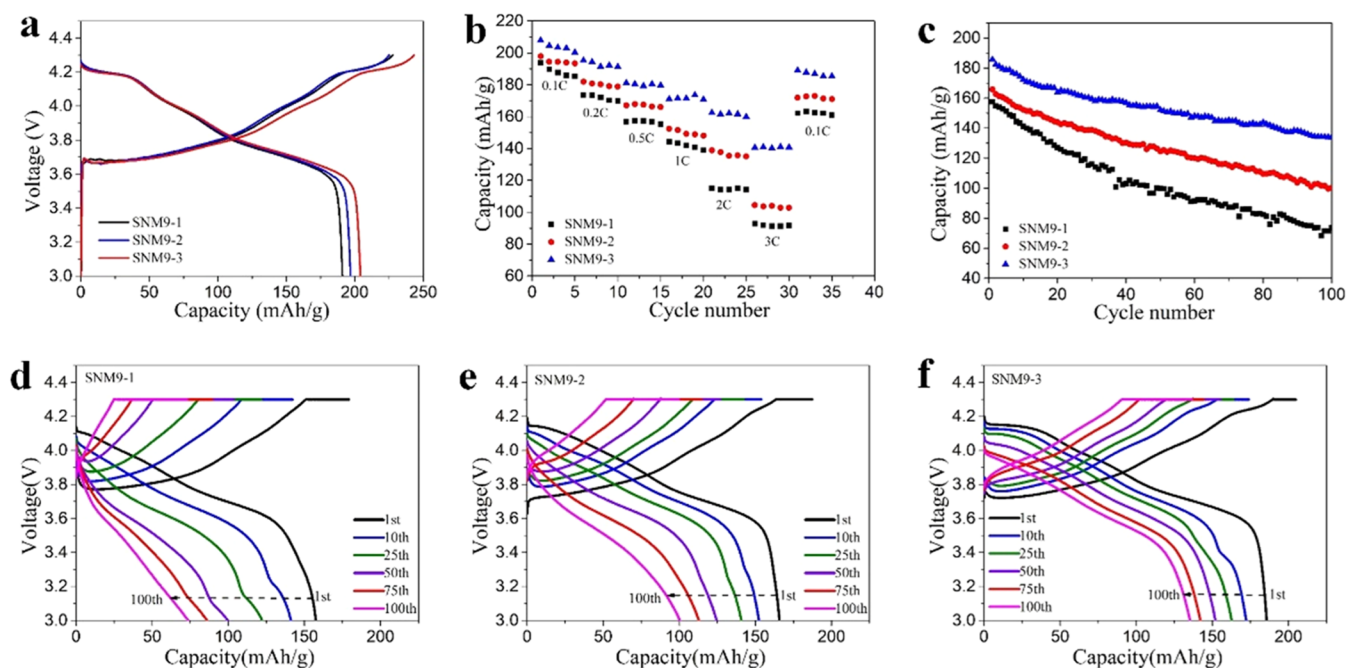 a
4.4
4.2
4.0
3.8
3.6
3.4
3.2
3.0
Voltage (V)
SNM9-1
SNM9-2
SNM9-3
0 50 100 150 200 250
Capacity (mAh/g)
b
220
200
180
160
140
120
100
80
60
Capacity (mAh/g)
0.1C
0.2C
0.5C
1C
2C
3C
0.1C
SNM9-1
SNM9-2
SNM9-3
0 5 10 15 20 25 30 35 40
Cycle number
c
200
180
160
140
120
100
80
60
40
Capacity (mAh/g)
SNM9-1
SNM9-2
SNM9-3
0 20 40 60 80 100
Cycle number
d
SNM9-1
4.4
4.2
4.0
3.8
3.6
3.4
3.2
3.0
Voltage(V)
1st
10th
25th
50th
75th
100th
100th
1st
0 50 100 150 200
Capacity(mAh/g)
e
SNM9-2
4.4
4.2
4.0
3.8
3.6
3.4
3.2
3.0
Voltage(V)
1st
10th
25th
50th
75th
100th
100th
1st
0 50 100 150 200
Capacity(mAh/g)
f
SNM9-3
4.4
4.2
4.0
3.8
3.6
3.4
3.2
3.0
Voltage(V)
1st
10th
25th
50th
75th
100th
100th
1st
0 50 100 150 200
Capacity(mAh/g)